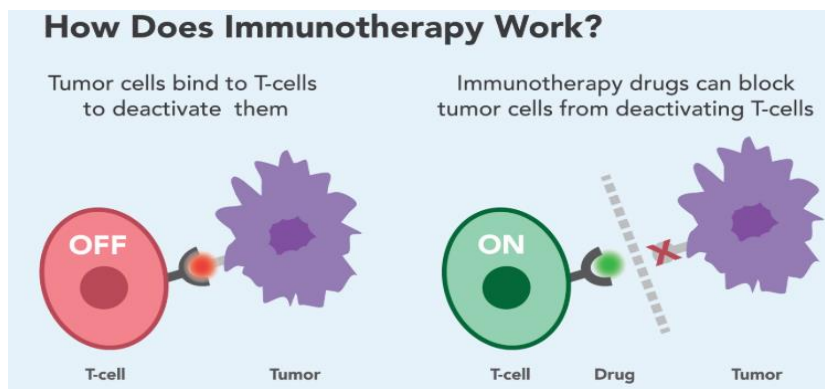 How Does Immunotherapy Work?
Tumor cells bind to T-cells
to deactivate them
Immunotherapy drugs can block
tumor cells from deactivating T-cells
OFF
T-cell
Tumor
ON
T-cell
Drug
Tumor